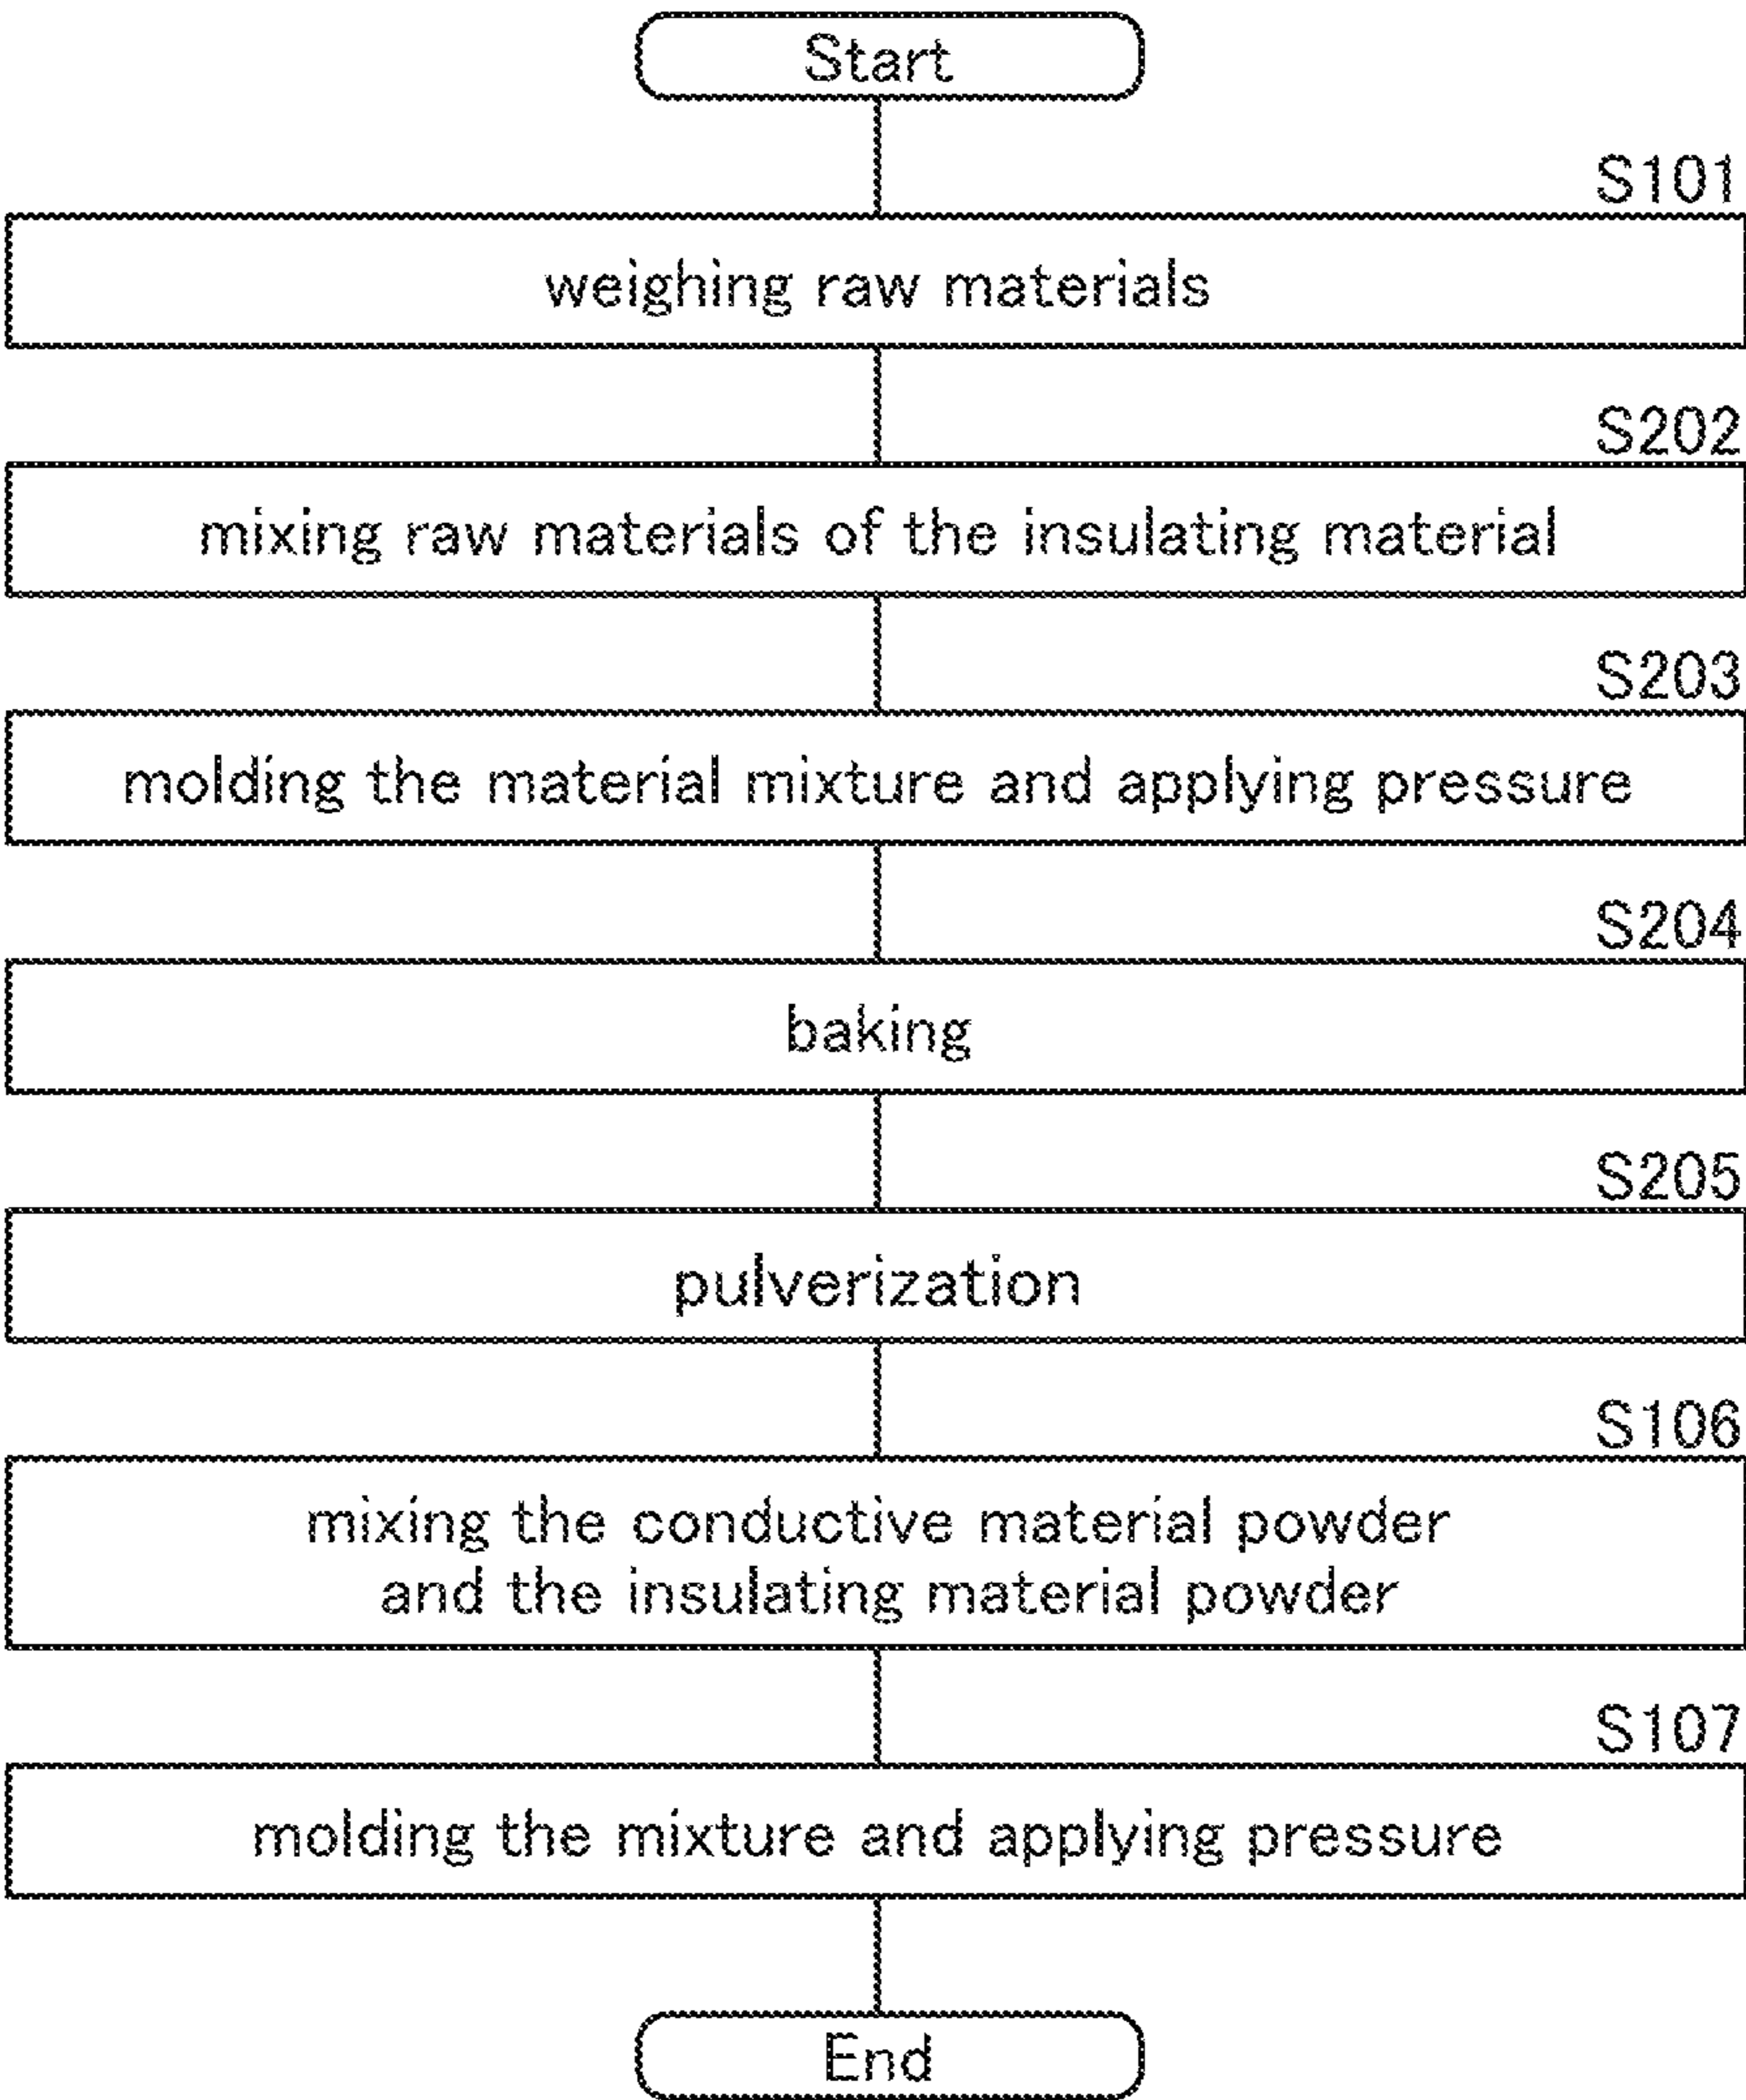 Start
S101
weighing raw materials
S202
mixing raw materials of the insulating material
S203
molding the material mixture and applying pressure
S204
baking
S205
pulverization
S106
mixing the conductive material powder
and the insulating material powder
S107
molding the mixture and applying pressure
End